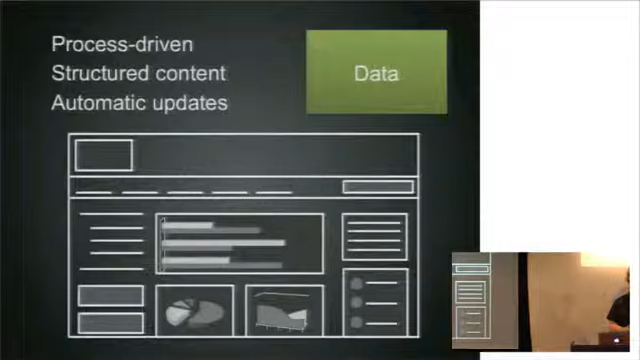 Process-driven
Structured content
Automatic updates
Data